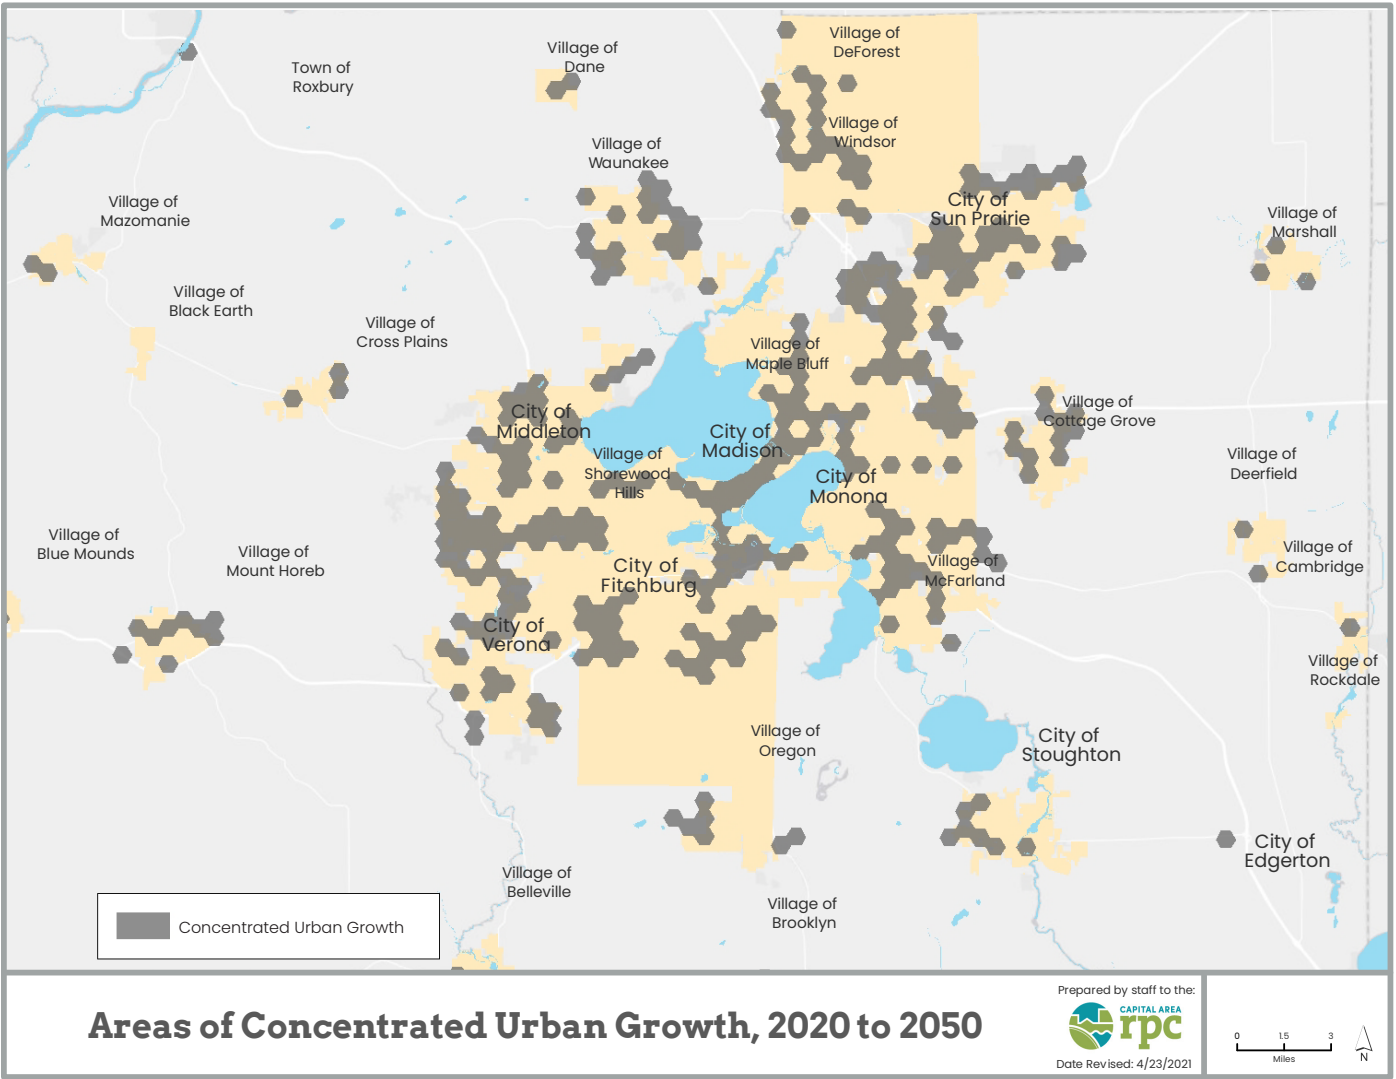 Village of
DeForest
Village of
Dane
Town of
Roxbury
Village of
Windsor
Village of
Waunakee
City of
Sun Prairie
Village of
Mazomanie
Village of
Marshall
Village of
Black Earth
Village of
Cross Plains
Village of
Maple Bluff
City of
Middleton
City of
Madison
Village of
Cottage Grove
Village of
Shorewood
Hills
City of
Monona
Village of
Deerfield
Village of
Blue Mounds
Village of
Mount Horeb
City of
Fitchburg
Village of
McFarland
Village of
Cambridge
City of
Verona
Village of
Rockdale
Village of
Oregon
City of
Stoughton
City of
Edgerton
Village of
Belleville
Village of
Brooklyn
Concentrated Urban Growth
Areas of Concentrated Urban Growth, 2020 to 2050
Prepared by staff to the:
CAPITAL AREA
rpc
Date Revised: 4/23/2021
0 1.5 3
Miles
N